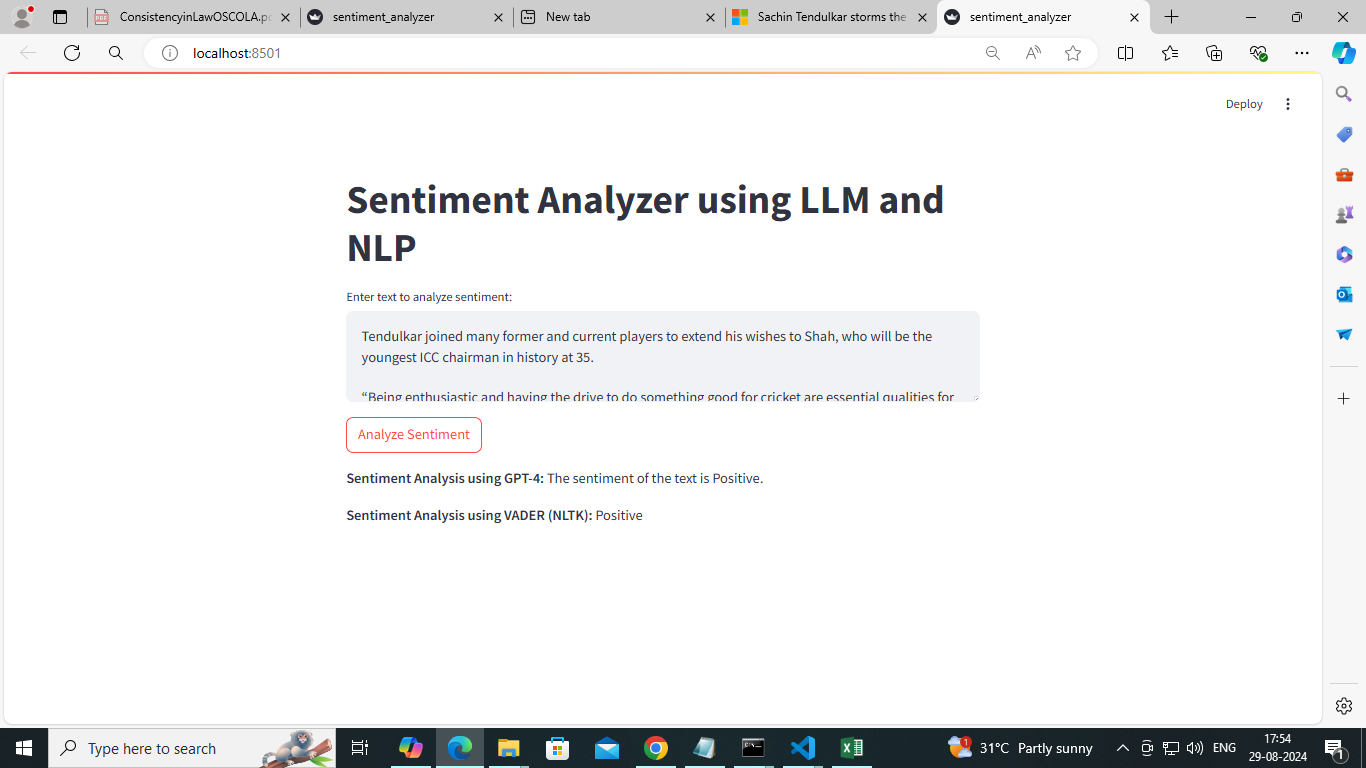 ConsistencyinLawOSCOLA.pd
sentiment_analyzer
New tab
Sachin Tendulkar storms the
sentiment_analyzer
localhost:8501
Deploy
Sentiment Analyzer using LLM and
NLP
Enter text to analyze sentiment:
Tendulkar joined many former and current players to extend his wishes to Shah, who will be the
youngest ICC chairman in history at 35.
“Being enthusiastic and having the drive to do something good for cricket are essential qualities for
Analyze Sentiment
Sentiment Analysis using GPT-4: The sentiment of the text is Positive.
Sentiment Analysis using VADER (NLTK): Positive
Type here to search
1
31°C Partly sunny
ENG
17:54
29-08-2024
1